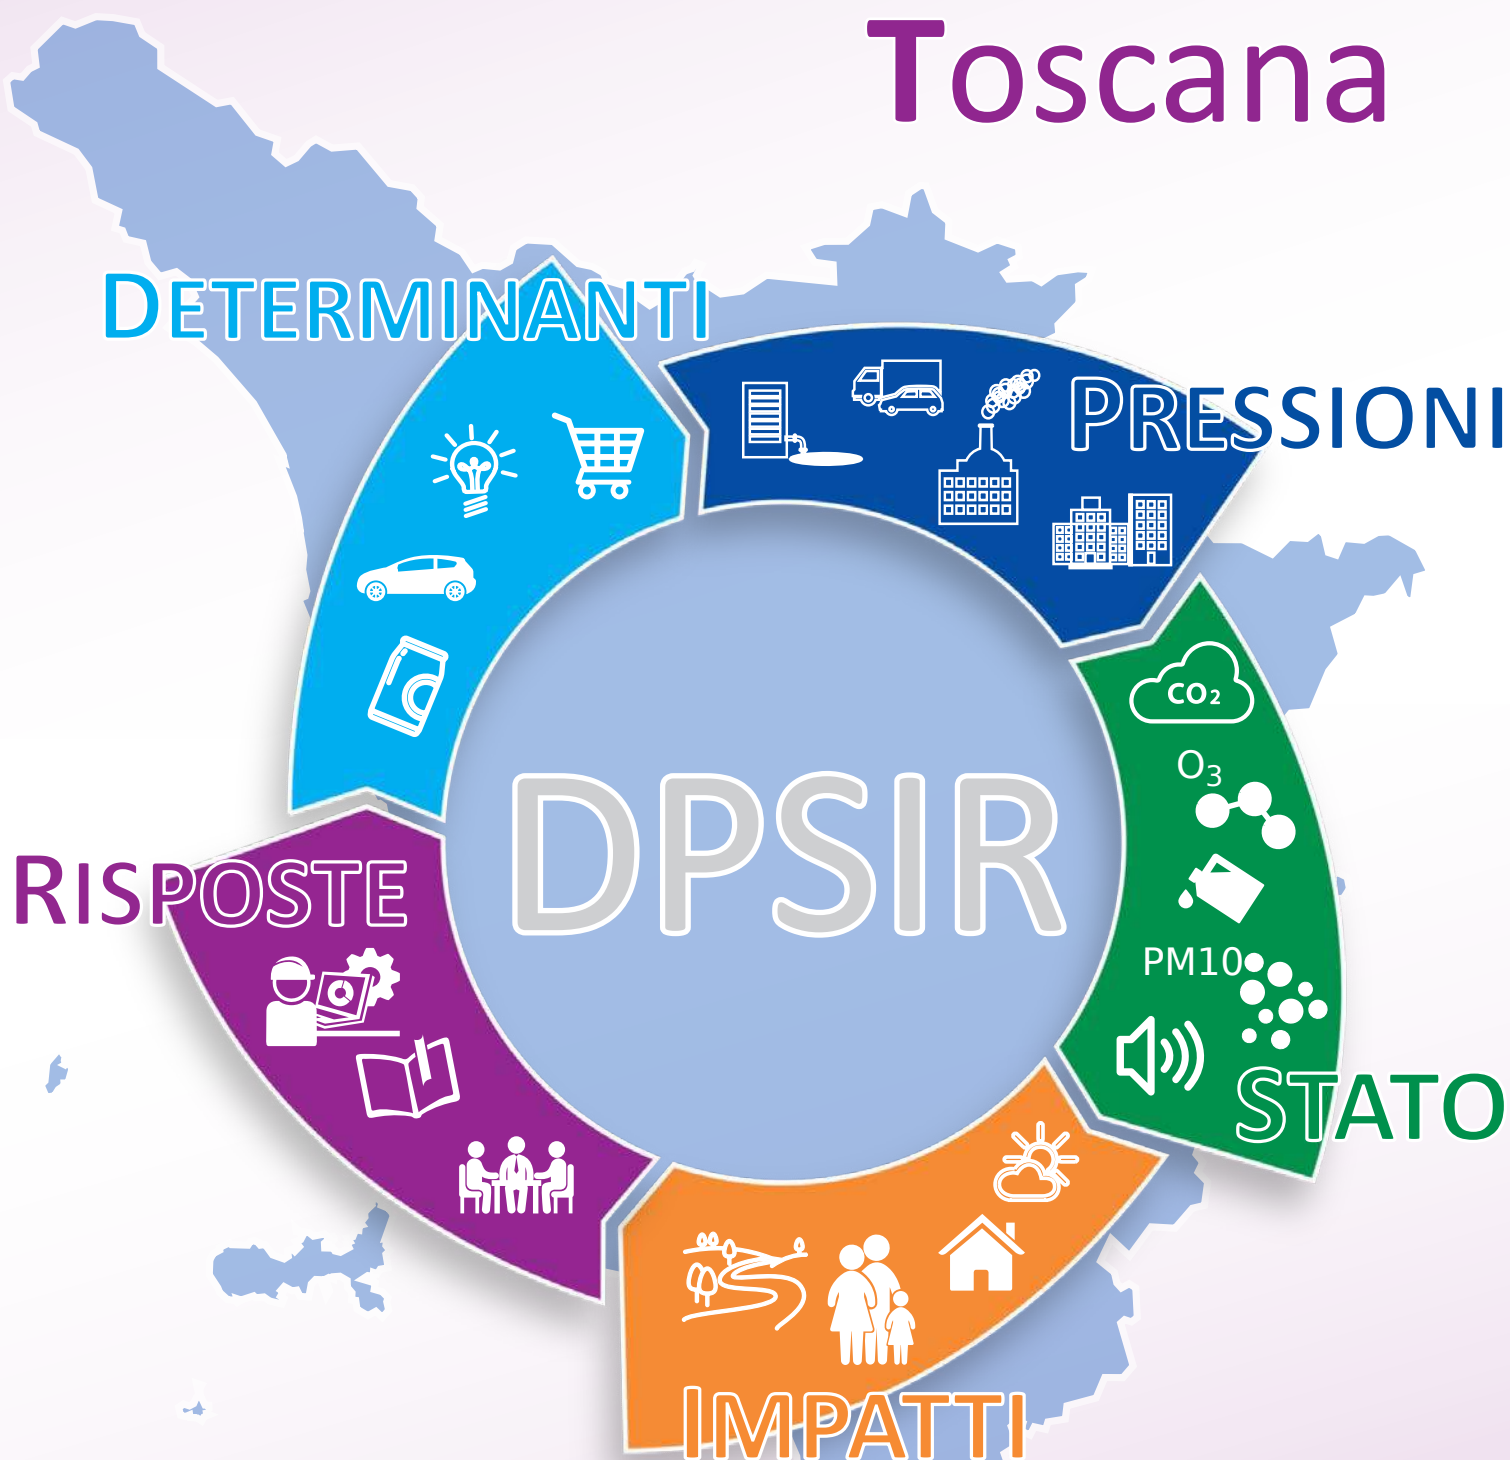 Toscana
DETERMINANTI
PRESSIONI
CO₂
O₃
DPSIR
RISPOSTE
PM10
STATO
IMPATTI